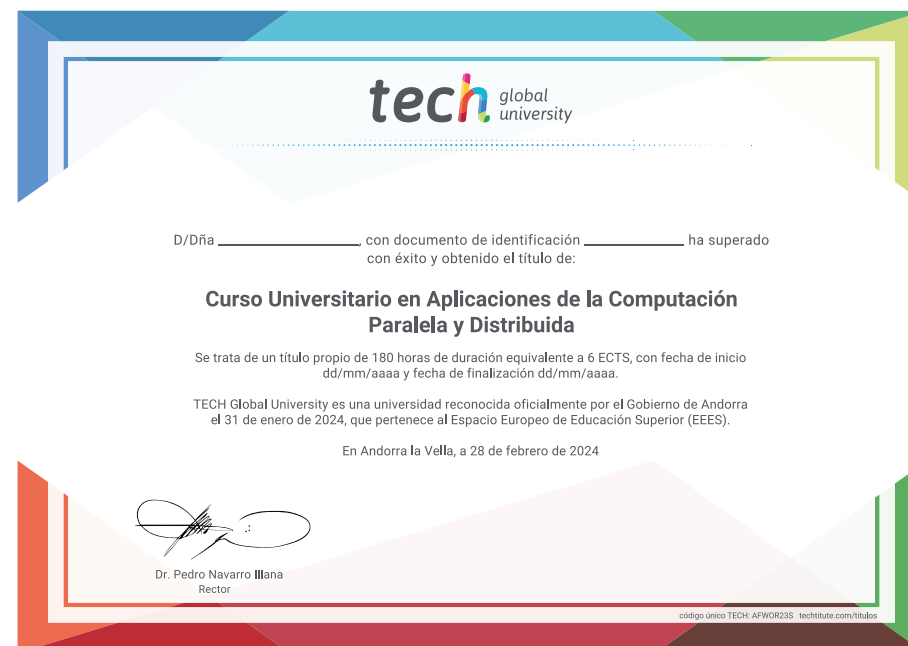 tech global
university
D/Dña ____________________, con documento de identificación ______________ ha superado
con éxito y obtenido el título de:
Curso Universitario en Aplicaciones de la Computación
Paralela y Distribuida
Se trata de un título propio de 180 horas de duración equivalente a 6 ECTS, con fecha de inicio
dd/mm/aaaa y fecha de finalización dd/mm/aaaa.
TECH Global University es una universidad reconocida oficialmente por el Gobierno de Andorra
el 31 de enero de 2024, que pertenece al Espacio Europeo de Educación Superior (EEES).
En Andorra la Vella, a 28 de febrero de 2024
Dr. Pedro Navarro Illana
Rector
código único TECH: AFWOR23S techtitute.com/titulos